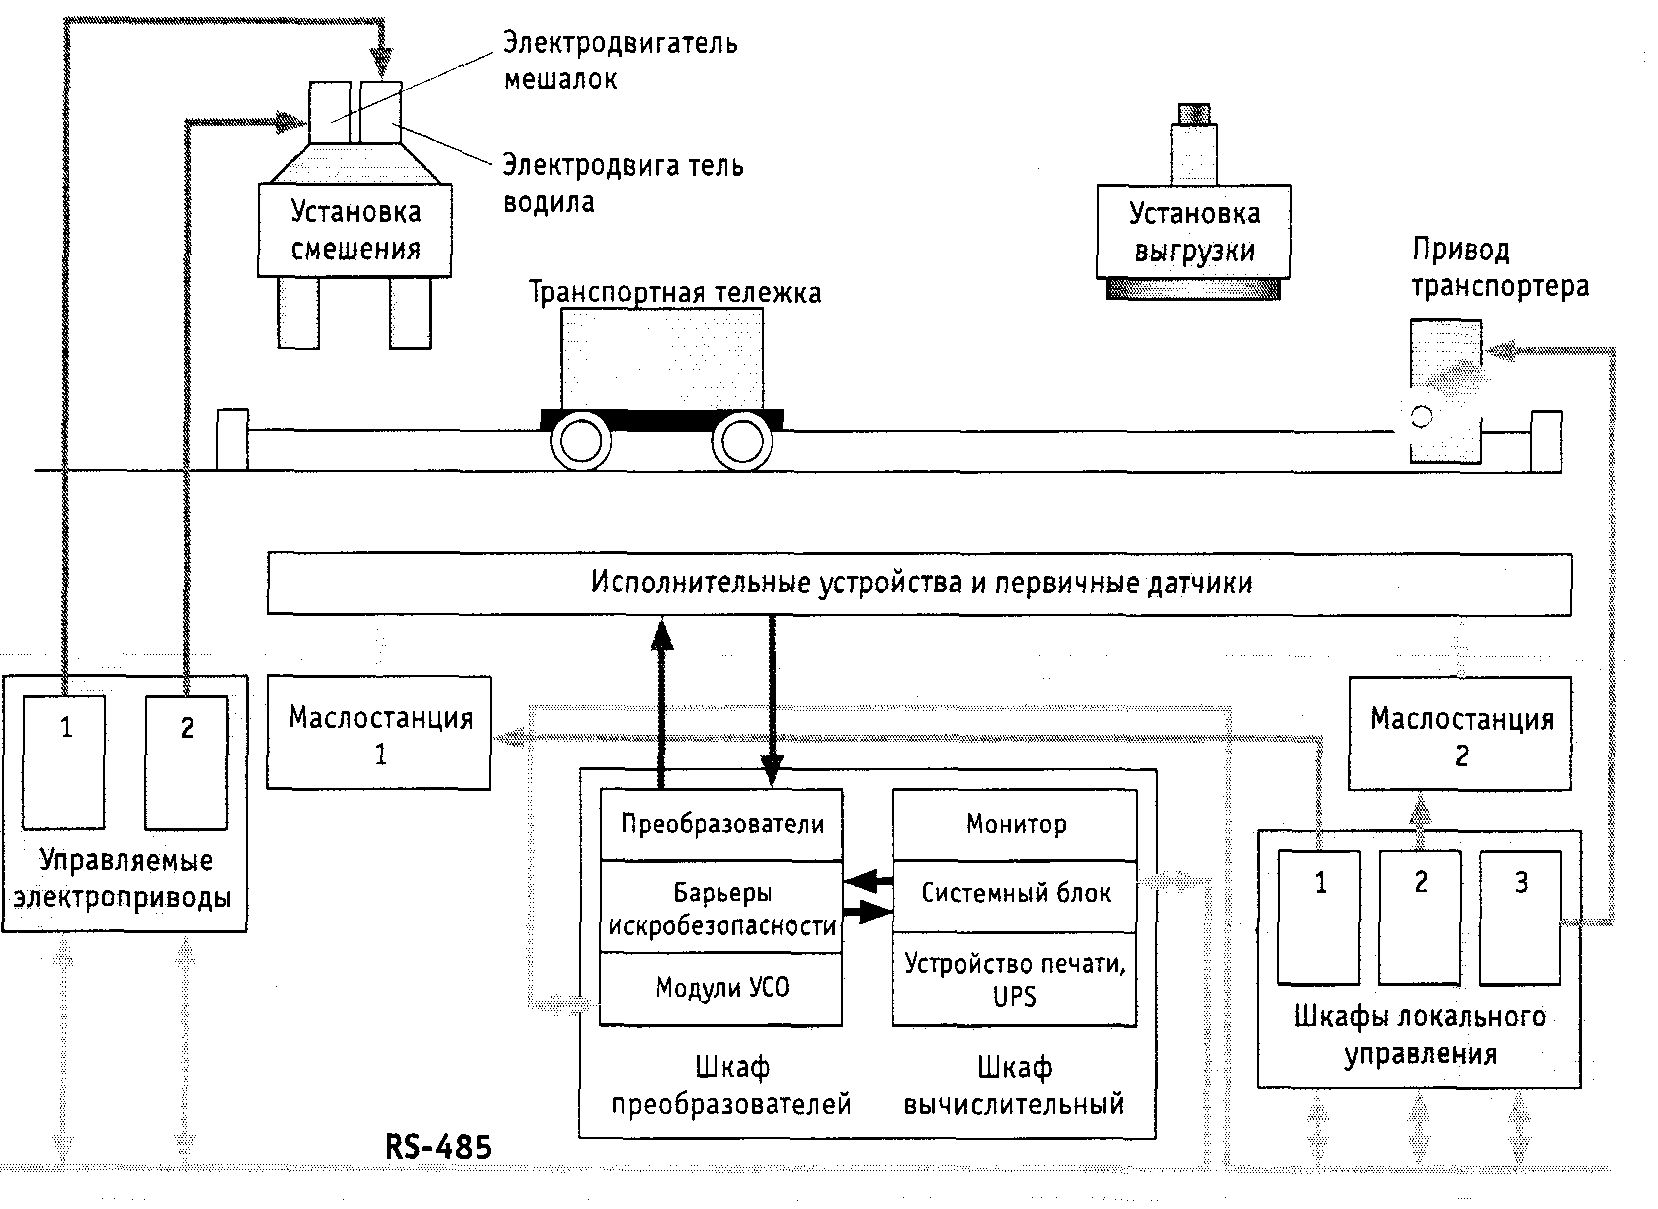 Электродвигатель
мешалок
Электродвига тель
водила
Установка
смешения
Установка
выгрузки
Привод
транспортера
Транспортная тележка
Исполнительные устройства и первичные датчики
1
2
Управляемые
электроприводы
Маслостанция
1
Маслостанция
2
Преобразователи
Барьеры
искробезопасности
Модули УСО
Шкаф
преобразователей
Монитор
Системный блок
Устройство печати,
UPS
Шкаф
вычислительный
1
2
3
Шкафы локального
управления
RS-485